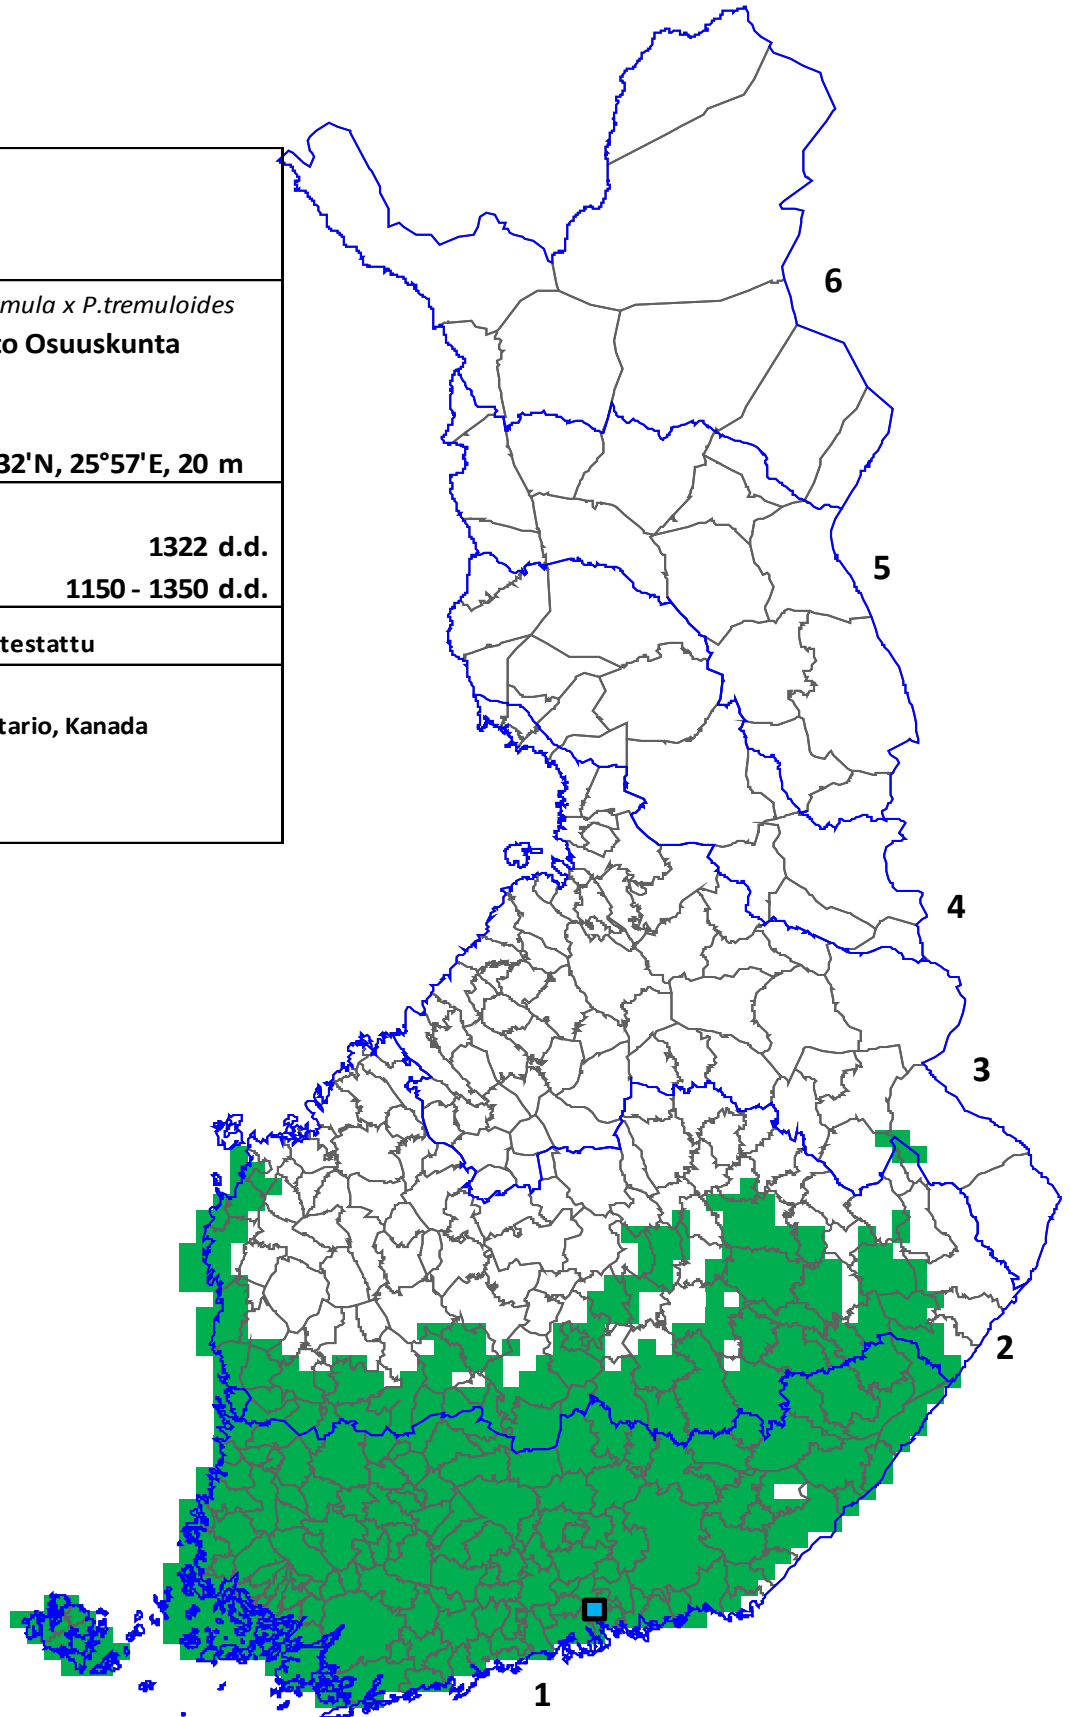 mula x P.tremuloides
to Osuuskunta
32'N, 25°57'E, 20 m
1322 d.d.
1150 - 1350 d.d.
testattu
tario, Kanada
6
5
4
3
2
1